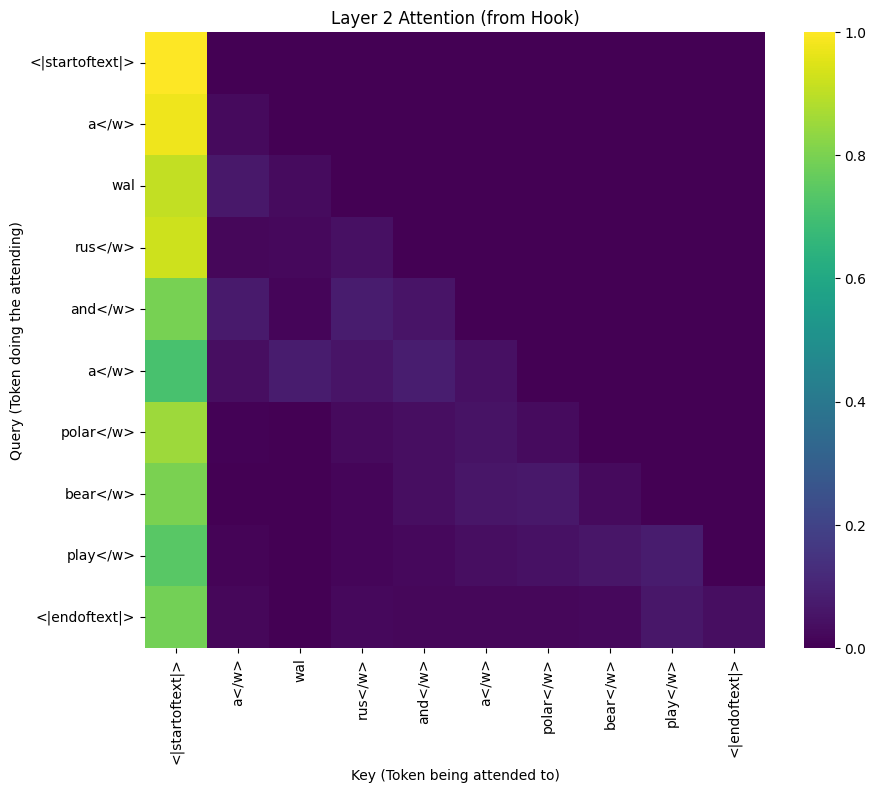 Layer 2 Attention (from Hook)
Query (Token doing the attending)
<|startoftext|>
a</w>
wal
rus</w>
and</w>
a</w>
polar</w>
bear</w>
play</w>
<|endoftext|>
<|startoftext|>
a</w>
wal
rus</w>
and</w>
a</w>
polar</w>
bear</w>
play</w>
<|endoftext|>
Key (Token being attended to)
1.0
0.8
0.6
0.4
0.2
0.0